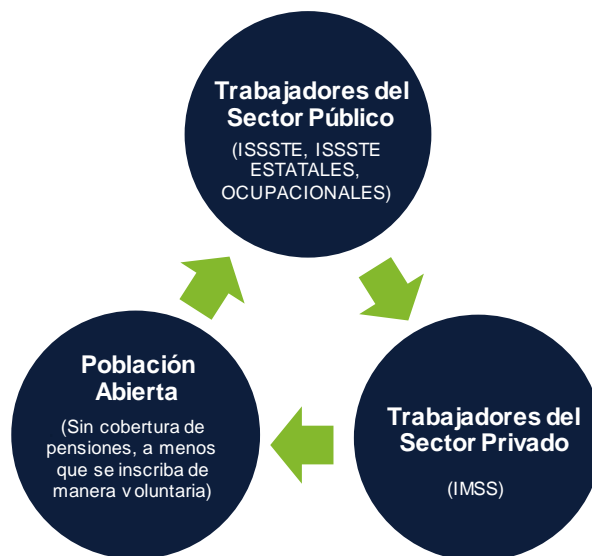 Trabajadores del
Sector Público
(ISSSTE, ISSSTE
ESTATALES,
OCUPACIONALES)
Población
Abierta
(Sin cobertura de
pensiones, a menos
que se inscriba de
manera voluntaria)
Trabajadores del
Sector Privado
(IMSS)